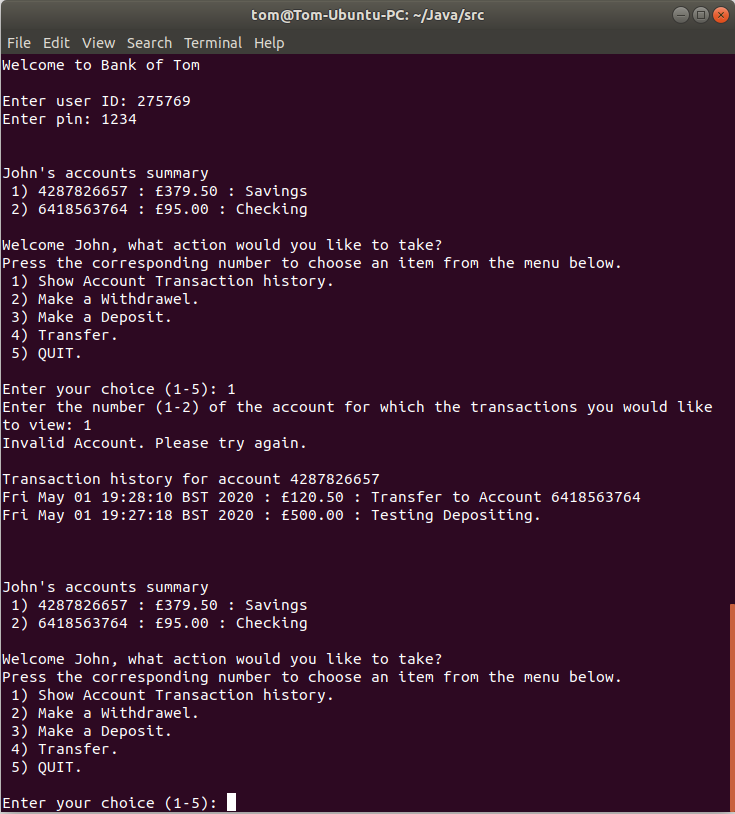 tom@Tom-Ubuntu-PC: ~/Java/src
File Edit View Search Terminal Help
Welcome to Bank of Tom
Enter user ID: 275769
Enter pin: 1234
John's accounts summary
1) 4287826657 : £379.50 : Savings
2) 6418563764 : £95.00 : Checking
Welcome John, what action would you like to take?
Press the corresponding number to choose an item from the menu below.
1) Show Account Transaction history.
2) Make a Withdrawel.
3) Make a Deposit.
4) Transfer.
5) QUIT.
Enter your choice (1-5): 1
Enter the number (1-2) of the account for which the transactions you would like
to view: 1
Invalid Account. Please try again.
Transaction history for account 4287826657
Fri May 01 19:28:10 BST 2020 : £120.50 : Transfer to Account 6418563764
Fri May 01 19:27:18 BST 2020 : £500.00 : Testing Depositing.
John's accounts summary
1) 4287826657 : £379.50 : Savings
2) 6418563764 : £95.00 : Checking
Welcome John, what action would you like to take?
Press the corresponding number to choose an item from the menu below.
1) Show Account Transaction history.
2) Make a Withdrawel.
3) Make a Deposit.
4) Transfer.
5) QUIT.
Enter your choice (1-5):